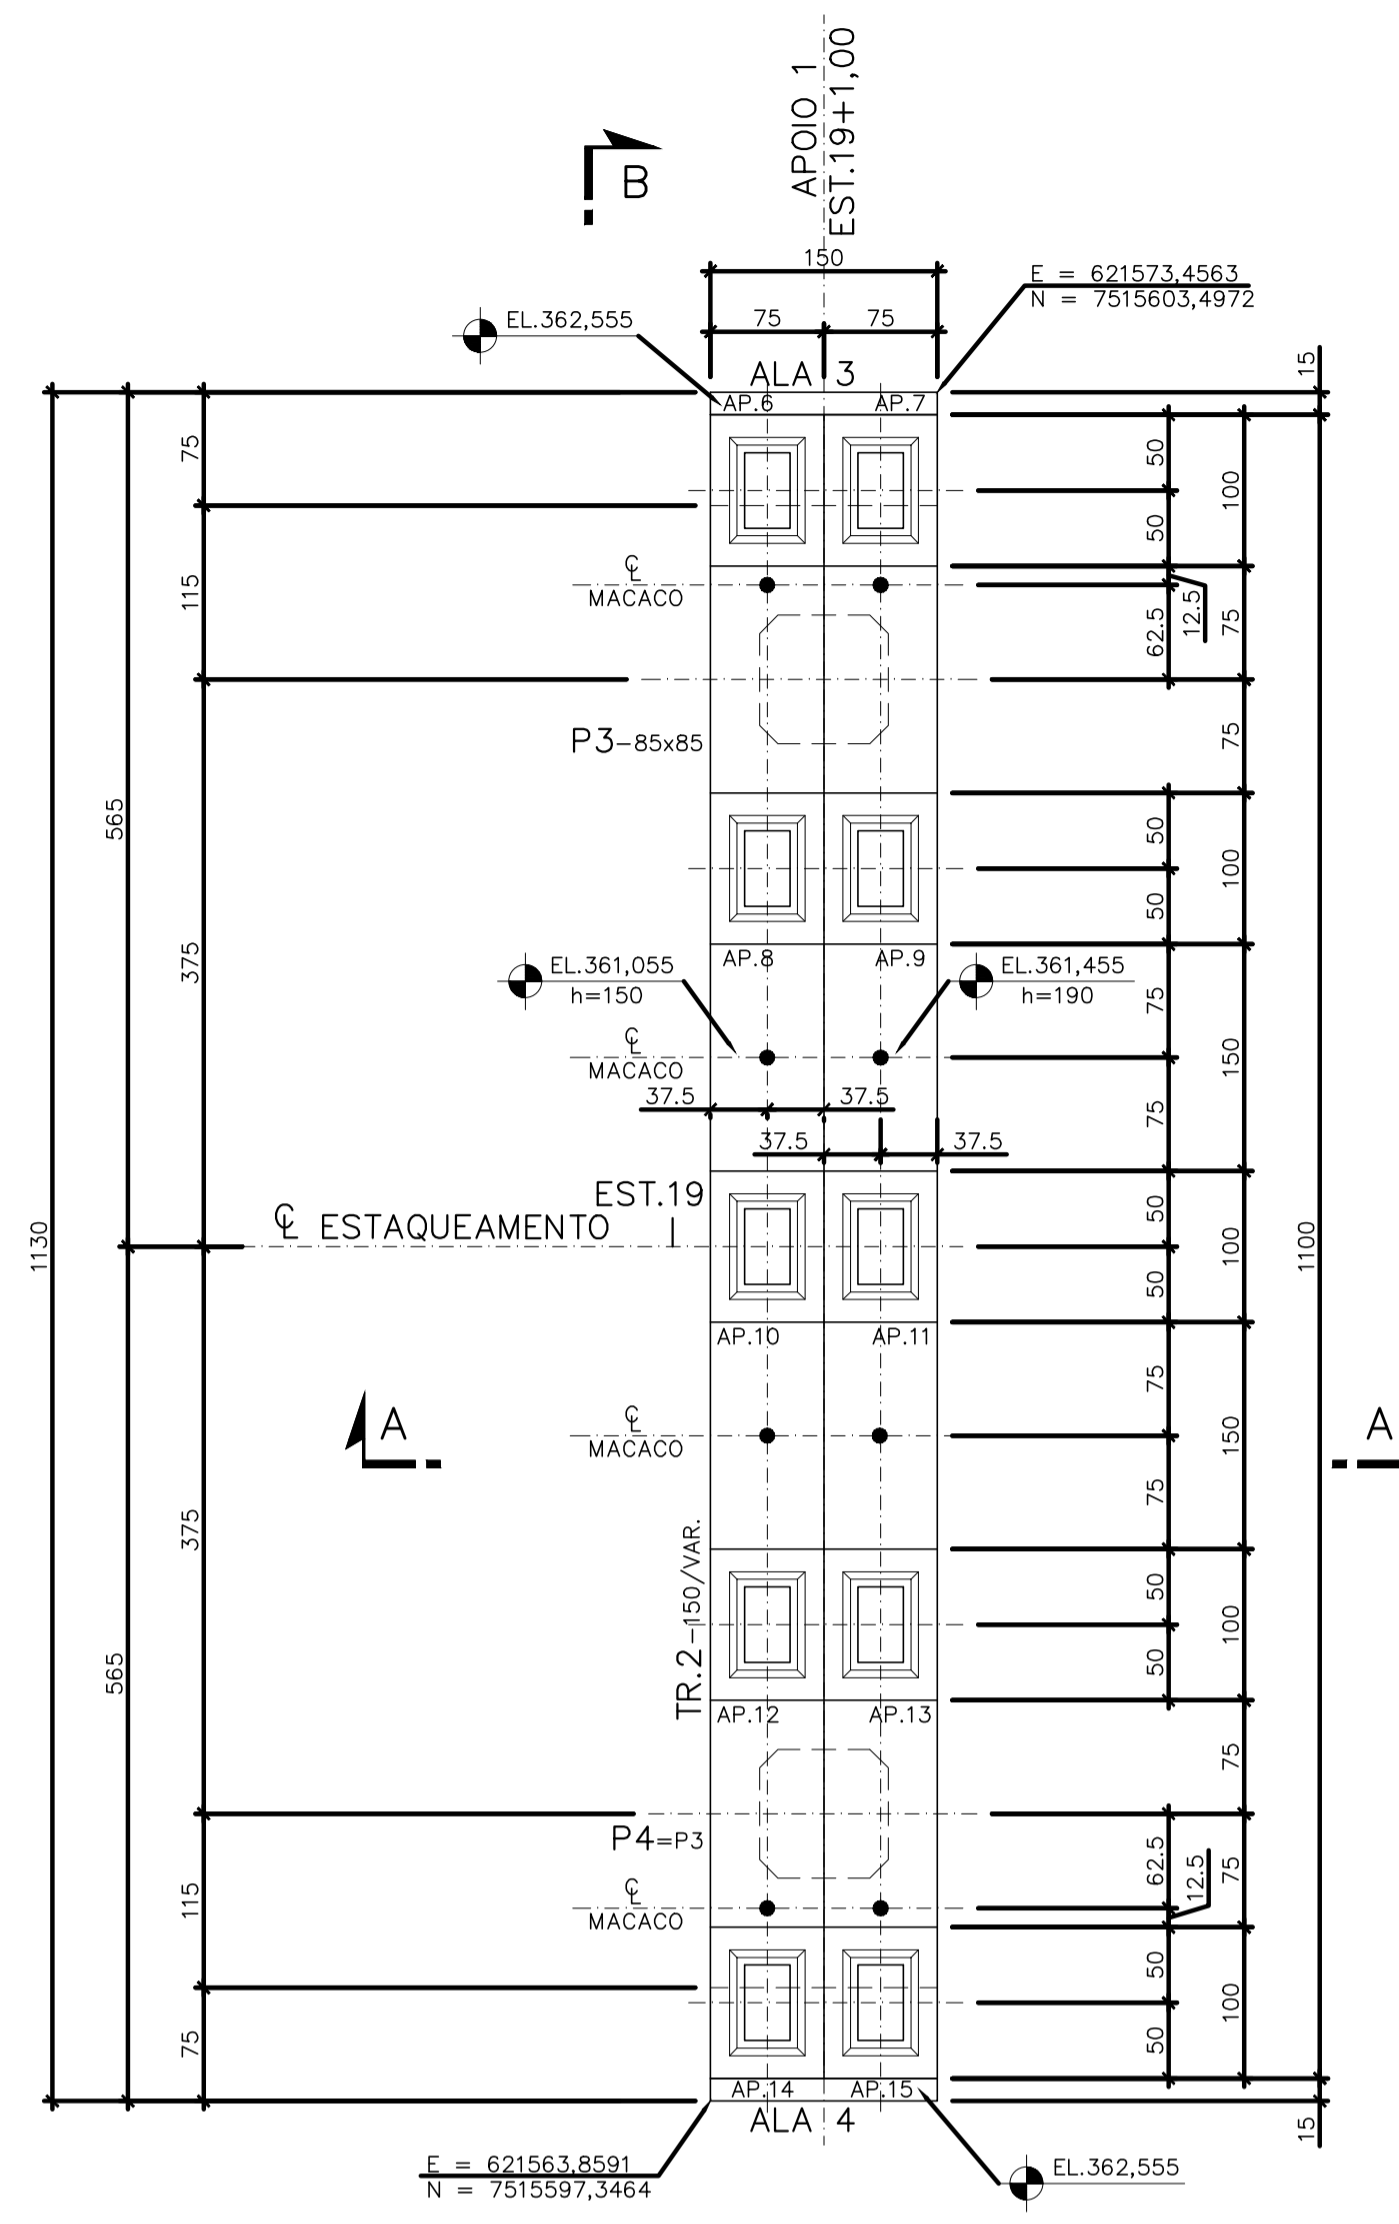 APOIO 1
EST.19+1,00
B
150
75
75
E = 621573,4563
N = 7515603,4972
EL.362,555
ALA 3
AP.6
AP.7
15
75
50
100
50
115
℄
MACACO
12.5
62.5
75
P3-85x85
75
565
50
100
50
375
AP.8
AP.9
EL.361,055
h=150
EL.361,455
h=190
75
150
℄
MACACO
37.5
37.5
75
37.5
37.5
EST.19
℄ ESTAQUEAMENTO
50
100
50
1130
1100
AP.10
AP.11
75
150
A
℄
MACACO
A
75
375
TR.2-150/VAR.
50
100
50
565
AP.12
AP.13
75
P4=P3
62.5
12.5
75
115
℄
MACACO
50
100
50
75
AP.14
AP.15
ALA 4
15
E = 621563,8591
N = 7515597,3464
EL.362,555